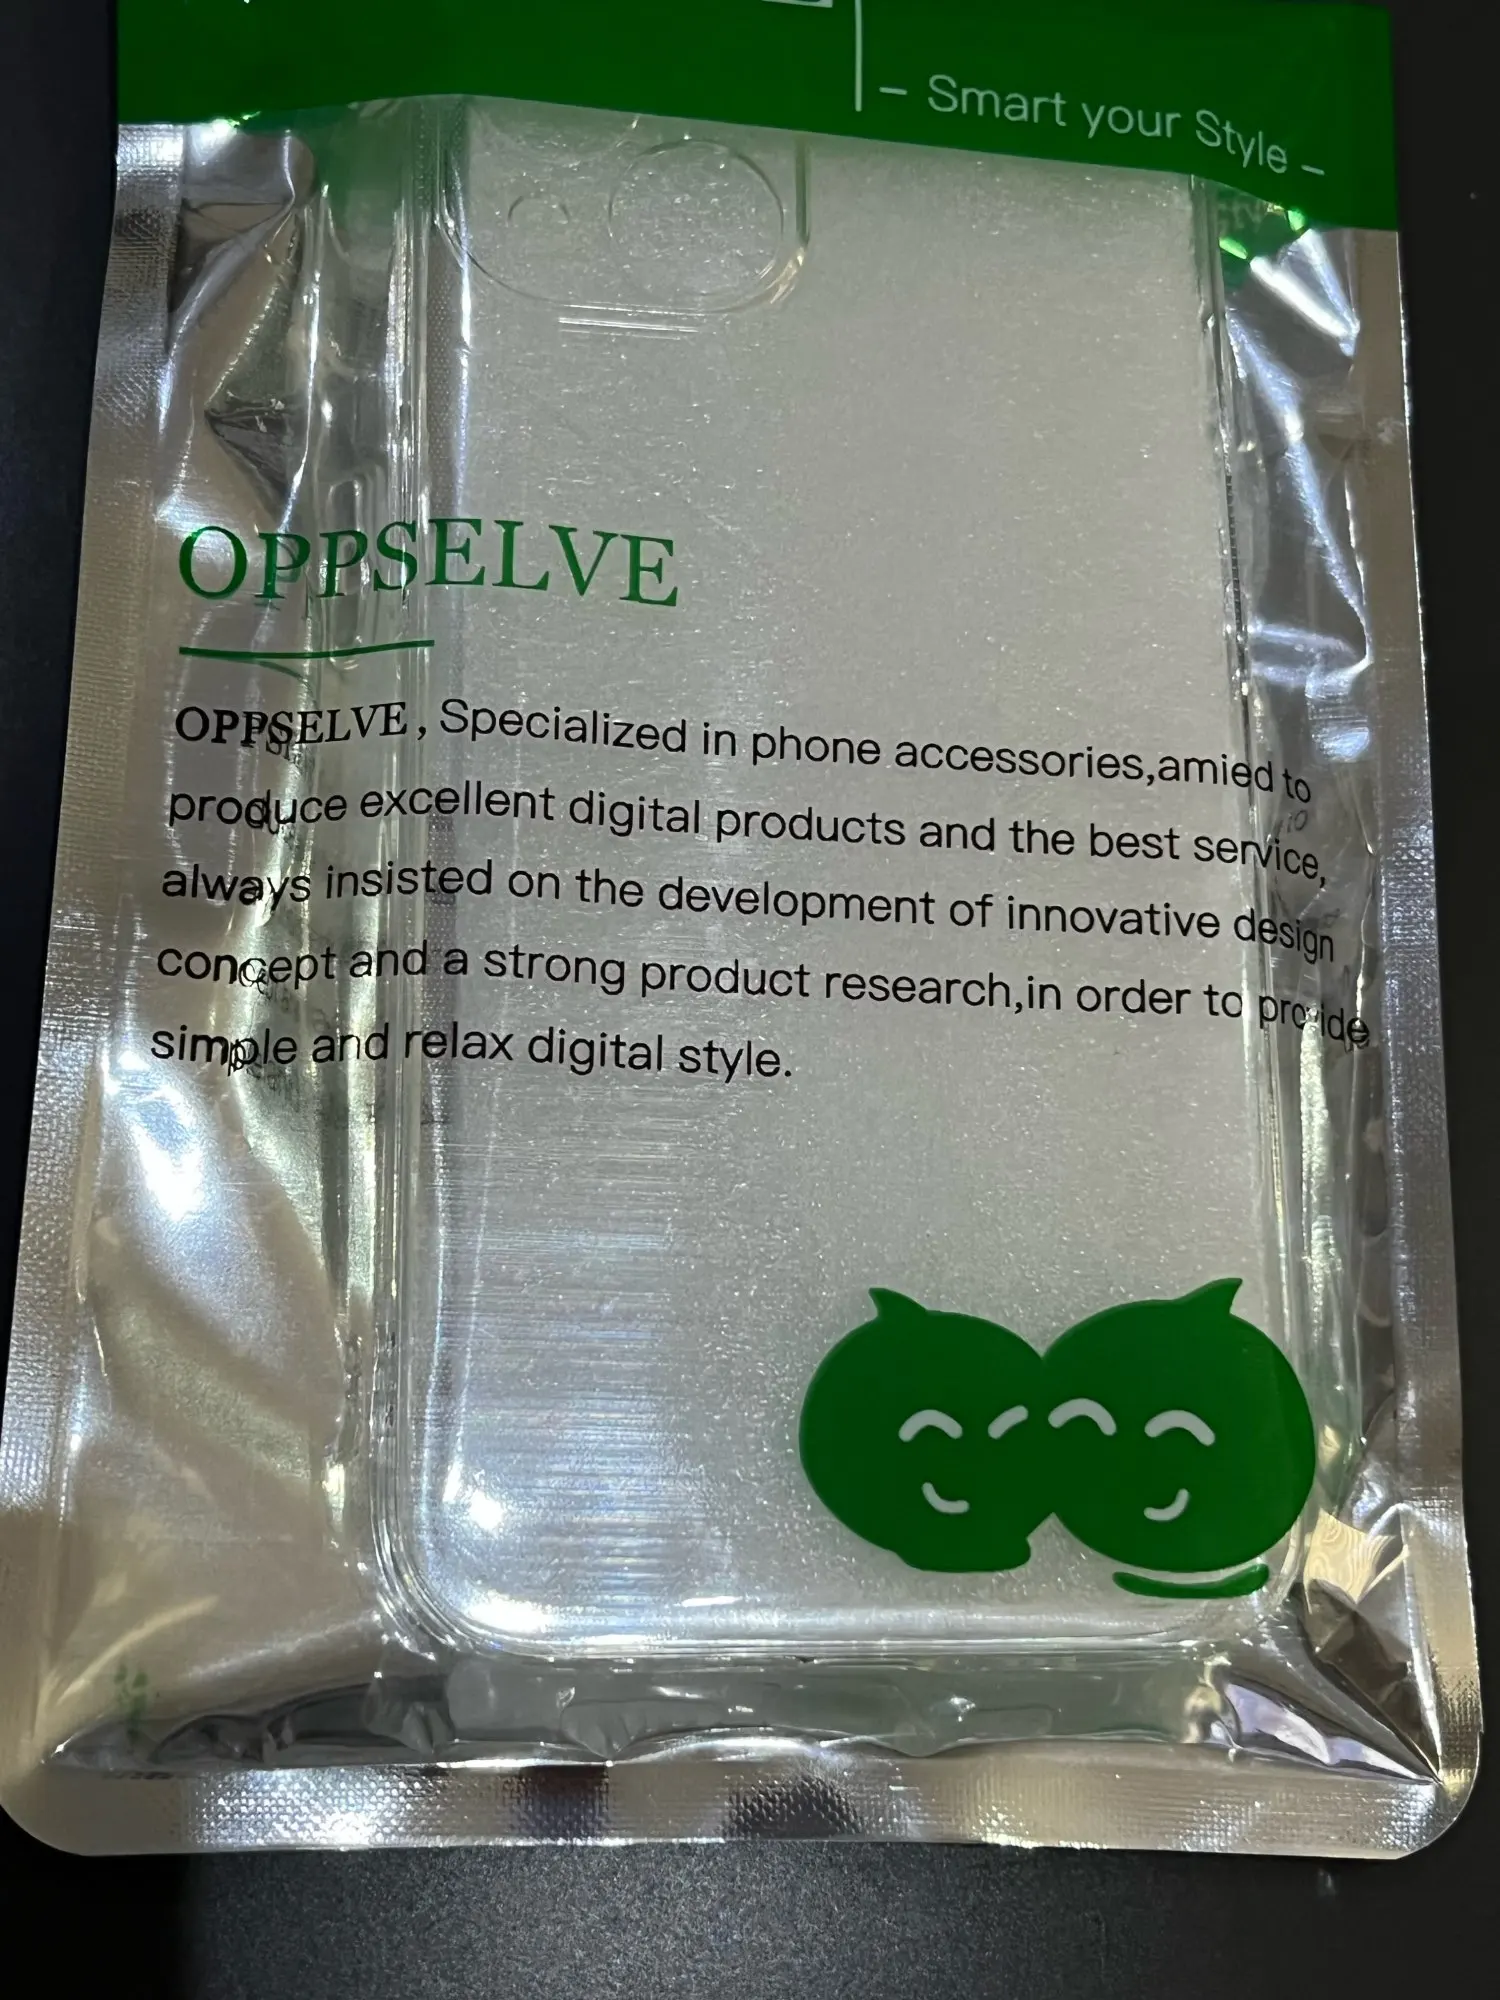 - Smart your Style -
OPPSELVE
OPPSELVE, Specialized in phone accessories,amied to
produce excellent digital products and the best service,
always insisted on the development of innovative design
concept and a strong product research,in order to provide
simple and relax digital style.